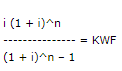 i (1 + i)^n
---------------- = KWF
(1 + i)^n – 1